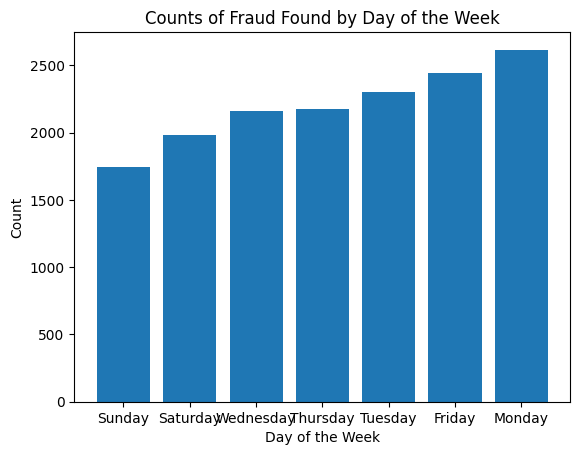 Counts of Fraud Found by Day of the Week
2500
2000
1500
1000
500
0
Count
Sunday Saturday Wednesday Thursday Tuesday Friday Monday
Day of the Week